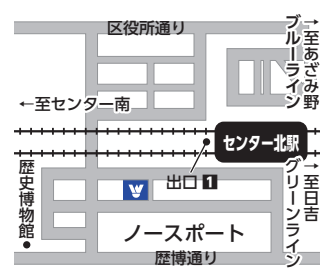 区役所通り
ブルーライン
→至あざみ野
←至センター南
センター北駅
出口 1
歴史博物館
ノースポート
歴博通り
グリーンライン
→至日吉